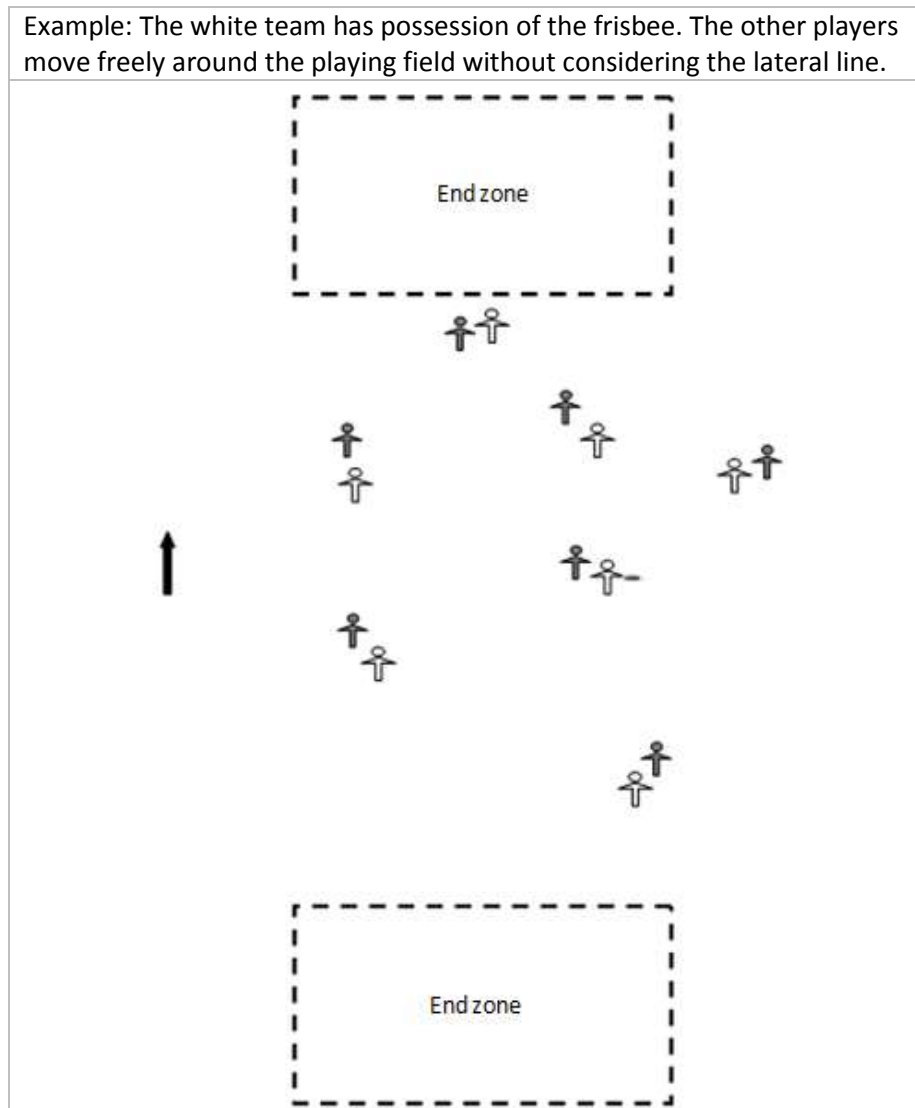 Example: The white team has possession of the frisbee. The other players
move freely around the playing field without considering the lateral line.
End zone
End zone